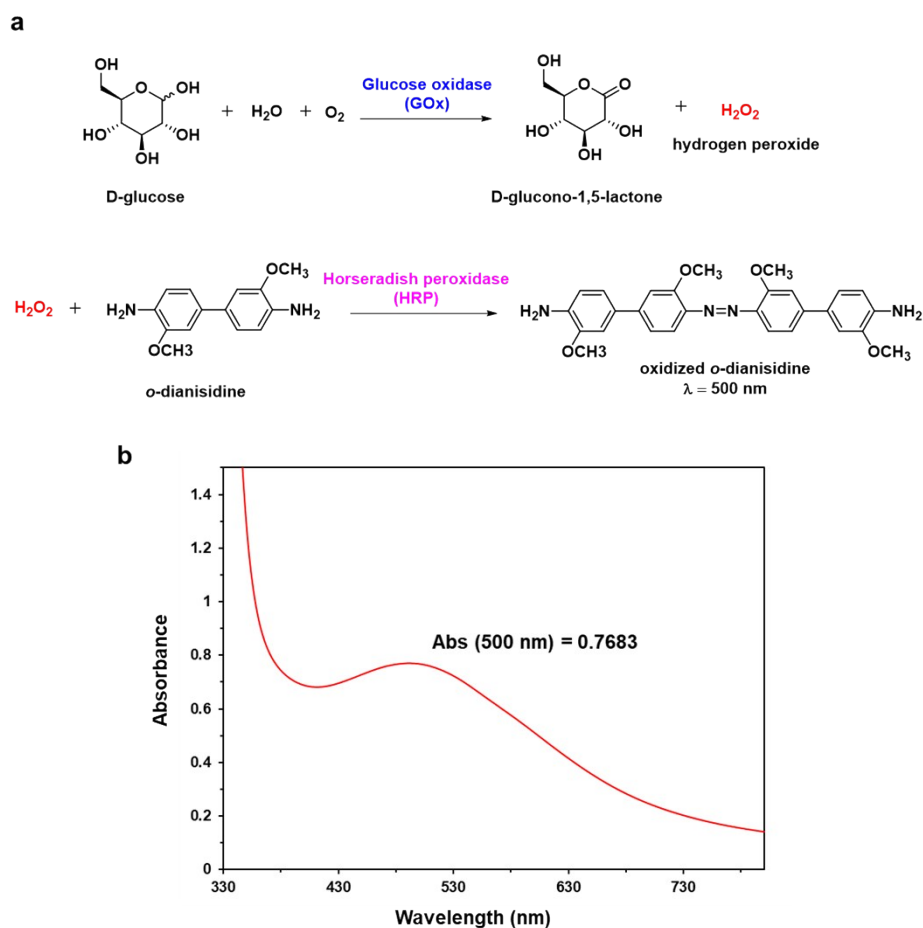 a
OH
O OH
HO OH
OH
D-glucose
+ H₂O + O₂
Glucose oxidase
(GOx)
OH
O O
HO OH
OH
D-glucono-1,5-lactone
+ H₂O₂
hydrogen peroxide
H₂O₂ +
OCH₃
H₂N NH₂
OCH3
o-dianisidine
Horseradish peroxidase
(HRP)
OCH₃ OCH₃
H₂N N=N NH₂
OCH3 OCH₃
oxidized o-dianisidine
λ = 500 nm
b
1.4
1.2
1
0.8
0.6
0.4
0.2
0
Absorbance
Abs (500 nm) = 0.7683
330 430 530 630 730
Wavelength (nm)